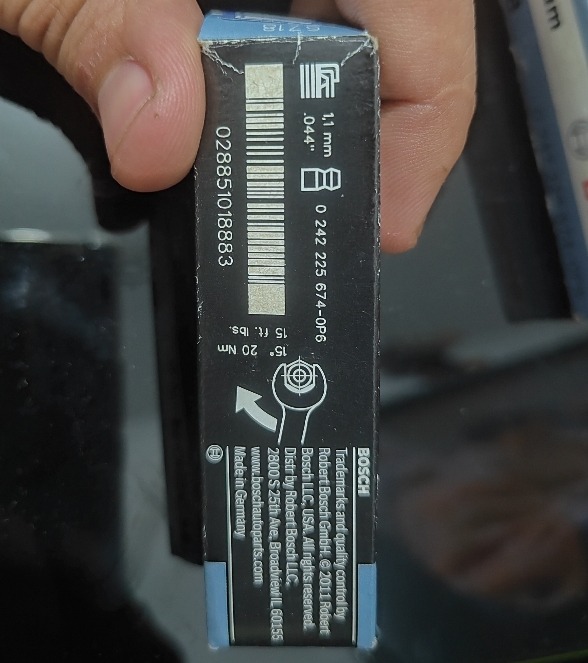 6718
1.1 mm
.044"
0 242 225 674-0P6
028851018883
15° 20 Nm
15 ft. lbs.
BOSCH
Trademarks and quality control by
Robert Bosch GmbH. © 2011 Robert
Bosch LLC, USA. All rights reserved.
Distr. by Robert Bosch LLC,
2800 S 25th Ave, Broadview IL 60155
www.boschautoparts.com
Made in Germany